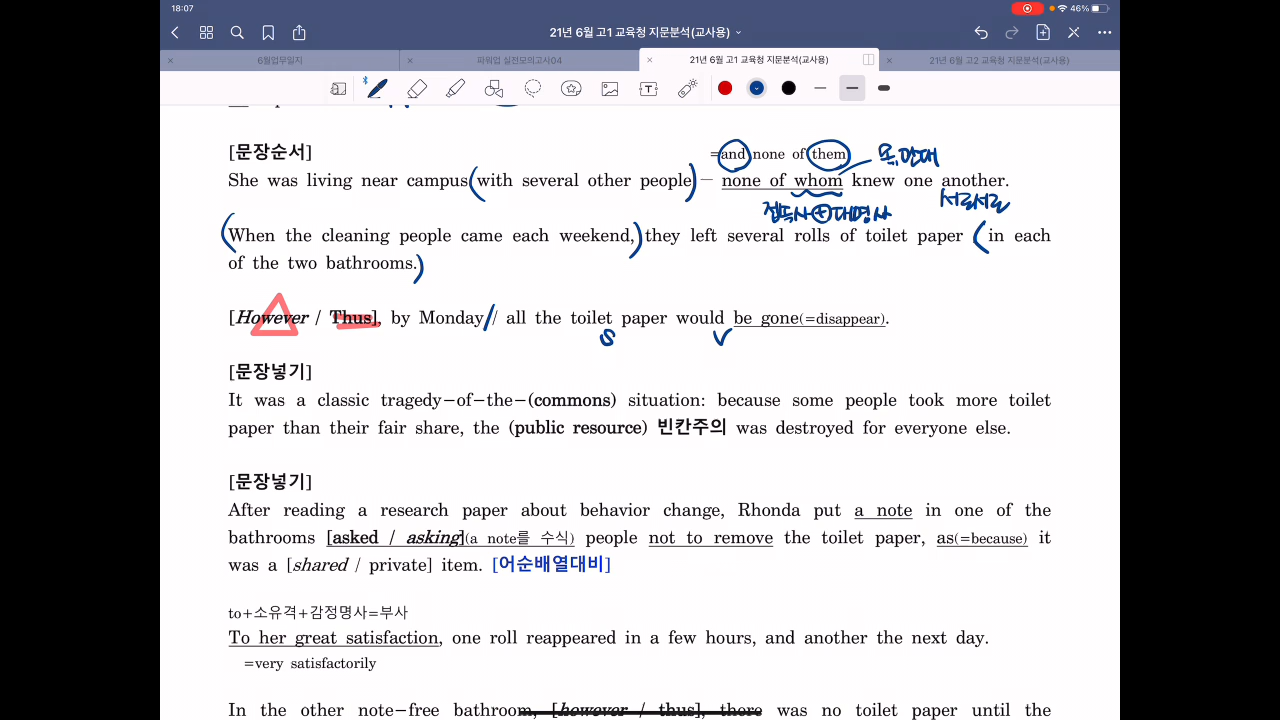 18:07
46%
21년 6월 고1 교육청 지문분석(교사용)
6월업무일지
파워업 실전모의고사04
21년 6월 고1 교육청 지문분석(교사용)
21년 6월 고2 교육청 지문분석(교사용)
[문장순서]
=and none of them
She was living near campus (with several other people) – none of whom knew one another.
접속사+대명사
서로서로
(When the cleaning people came each weekend,) they left several rolls of toilet paper (in each
of the two bathrooms.)
[However / Thus], by Monday // all the toilet paper would be gone(=disappear).
S V
[문장넣기]
It was a classic tragedy-of-the-(commons) situation: because some people took more toilet
paper than their fair share, the (public resource) 빈칸주의 was destroyed for everyone else.
[문장넣기]
After reading a research paper about behavior change, Rhonda put a note in one of the
bathrooms [asked / asking](a note를 수식) people not to remove the toilet paper, as(=because) it
was a [shared / private] item. [어순배열대비]
to+소유격+감정명사=부사
To her great satisfaction, one roll reappeared in a few hours, and another the next day.
=very satisfactorily
In the other note-free bathroom, [however / thus], there was no toilet paper until the